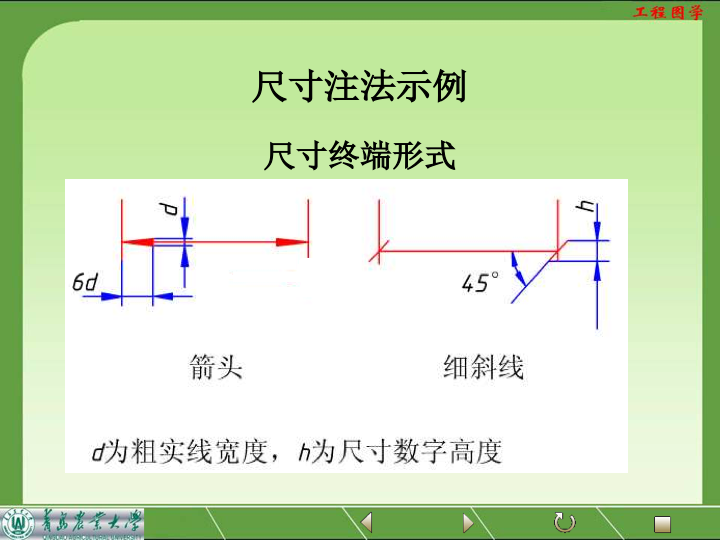 工程图学
尺寸注法示例
尺寸终端形式
d
h
6d
45°
箭头
细斜线
d为粗实线宽度，h为尺寸数字高度
青岛农业大学